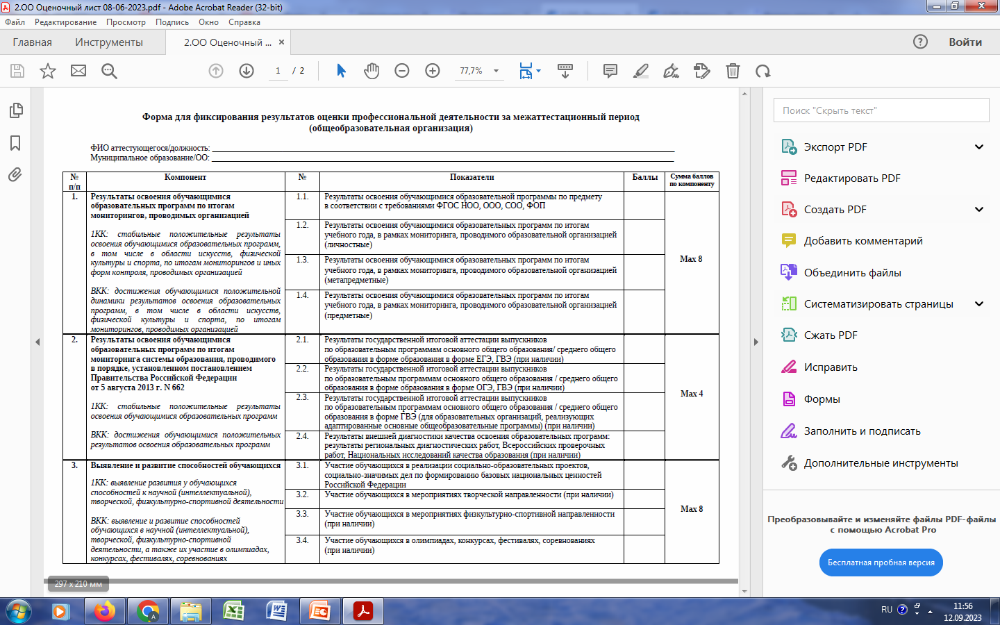 2.ОО Оценочный лист 08-06-2023.pdf - Adobe Acrobat Reader (32-bit)
Файл Редактирование Просмотр Подпись Окно Справка
Главная Инструменты 2.ОО Оценочный ... × Войти
1 / 2 77,7%
Форма для фиксирования результатов оценки профессиональной деятельности за межаттестационный период
(общеобразовательная организация)
ФИО аттестующегося/должность:
Муниципальное образование/ОО:
№ п/п
Компонент
№
Показатели
Баллы
Сумма баллов
по компоненту
1.
Результаты освоения обучающимися
образовательных программ по итогам
мониторингов, проводимых организацией
1КК: стабильные положительные результаты
освоения обучающимися образовательных программ,
в том числе в области искусств, физической
культуры и спорта, по итогам мониторингов и иных
форм контроля, проводимых организацией
ВКК: достижения обучающимися положительной
динамики результатов освоения образовательных
программ, в том числе в области искусств,
физической культуры и спорта, по итогам
мониторингов, проводимых организацией
1.1.
Результаты освоения обучающимися образовательной программы по предмету
в соответствии с требованиями ФГОС НОО, ООО, СОО, ФОП
1.2.
Результаты освоения обучающимися образовательных программ по итогам
учебного года, в рамках мониторинга, проводимого образовательной организацией
(личностные)
1.3.
Результаты освоения обучающимися образовательных программ по итогам
учебного года, в рамках мониторинга, проводимого образовательной организацией
(метапредметные)
1.4.
Результаты освоения обучающимися образовательных программ по итогам
учебного года, в рамках мониторинга, проводимого образовательной организацией
(предметные)
Max 8
2.
Результаты освоения обучающимися
образовательных программ по итогам
мониторинга системы образования, проводимого
в порядке, установленном постановлением
Правительства Российской Федерации
от 5 августа 2013 г. N 662
1КК: стабильные положительные результаты
освоения обучающимися образовательных программ
ВКК: достижения обучающимися положительных
результатов освоения образовательных программ
2.1.
Результаты государственной итоговой аттестации выпускников
по образовательным программам основного общего образования/ среднего общего
образования в форме образования в форме ЕГЭ, ГВЭ (при наличии)
2.2.
Результаты государственной итоговой аттестации выпускников
по образовательным программам основного общего образования / среднего общего
образования в форме образования в форме ОГЭ, ГВЭ (при наличии)
2.3.
Результаты государственной итоговой аттестации выпускников
по образовательным программам основного общего образования / среднего общего
образования в форме ГВЭ (для образовательных организаций, реализующих
адаптированные основные общеобразовательные программы) (при наличии)
2.4.
Результаты внешней диагностики качества освоения образовательных программ:
результаты региональных диагностических работ, Всероссийских проверочных
работ, Национальных исследований качества образования (при наличии)
Max 4
3.
Выявление и развитие способностей обучающихся
1КК: выявление развития у обучающихся
способностей к научной (интеллектуальной),
творческой, физкультурно-спортивной деятельности
ВКК: выявление и развитие способностей
обучающихся в научной (интеллектуальной),
творческой, физкультурно-спортивной
деятельности, а также их участие в олимпиадах,
конкурсах, фестивалях, соревнованиях
3.1.
Участие обучающихся в реализации социально-образовательных проектов,
социально-значимых дел по формированию базовых национальных ценностей
Российской Федерации
3.2.
Участие обучающихся в мероприятиях творческой направленности (при наличии)
3.3.
Участие обучающихся в мероприятиях физкультурно-спортивной направленности
(при наличии)
3.4.
Участие обучающихся в олимпиадах, конкурсах, фестивалях, соревнованиях
(при наличии)
Max 8
297 x 210 мм
Поиск "Скрыть текст"
Экспорт PDF
Редактировать PDF
Создать PDF
Добавить комментарий
Объединить файлы
Систематизировать страницы
Сжать PDF
Исправить
Формы
Заполнить и подписать
Дополнительные инструменты
Преобразовывайте и изменяйте файлы PDF-файлы
с помощью Acrobat Pro
Бесплатная пробная версия
RU
11:56
12.09.2023